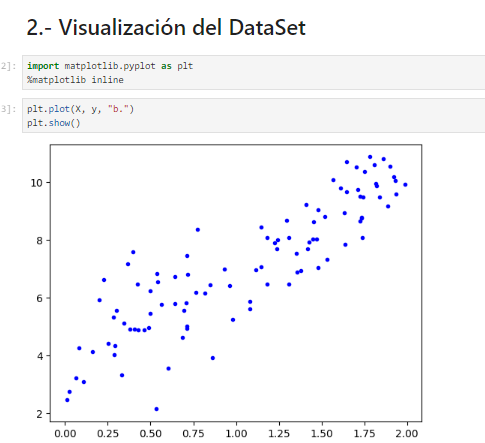 2.- Visualización del DataSet
2]: import matplotlib.pyplot as plt
%matplotlib inline
3]: plt.plot(X, y, "b.")
plt.show()
10
8
6
4
2
0.00 0.25 0.50 0.75 1.00 1.25 1.50 1.75 2.00